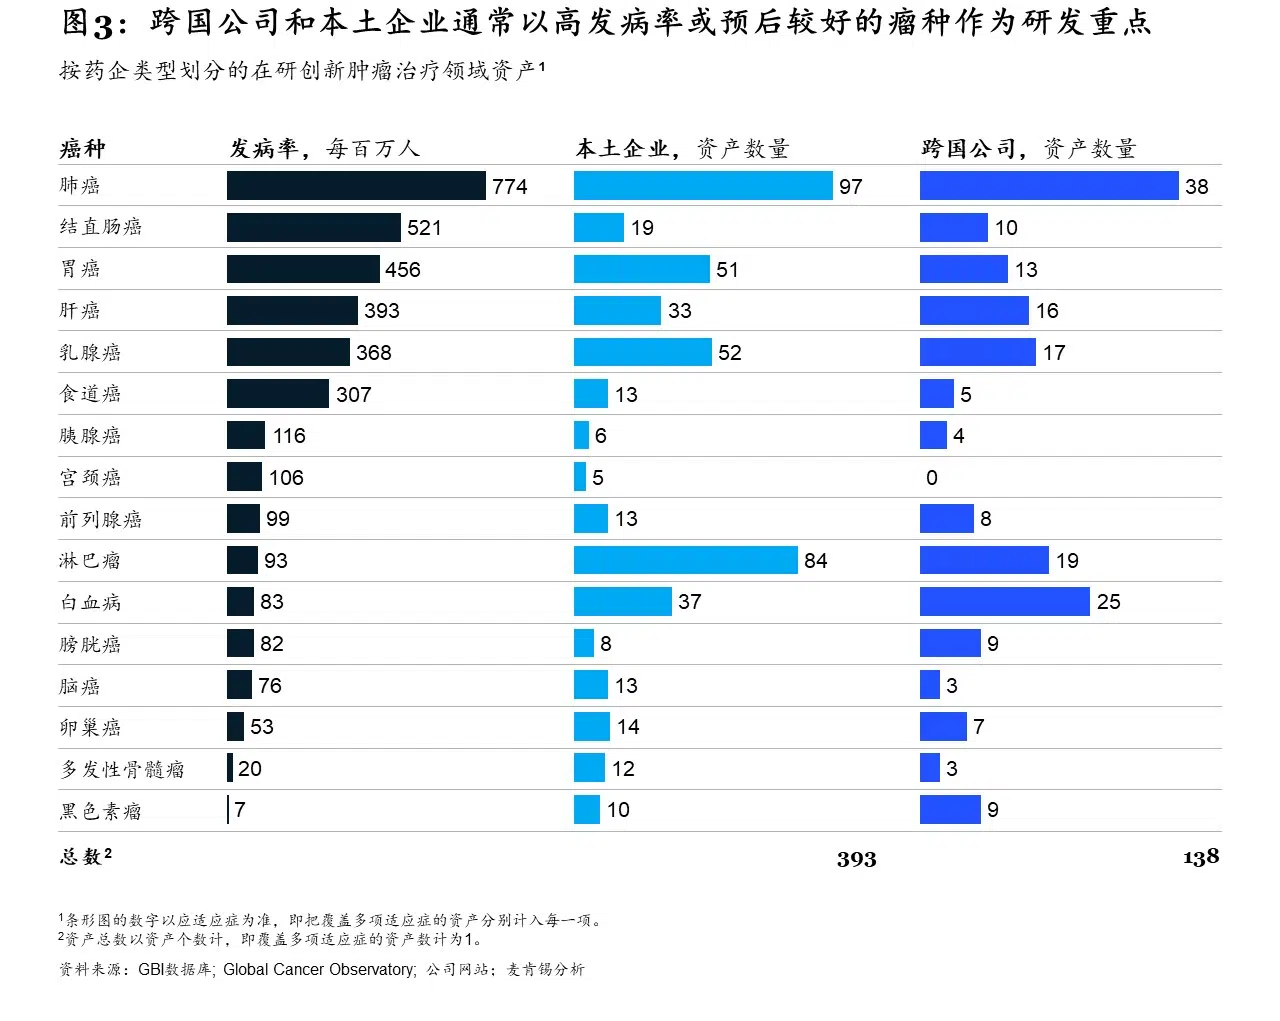 图3：跨国公司和本土企业通常以高发病率或预后较好的瘤种作为研发重点
按药企类型划分的在研创新肿瘤治疗领域资产1
癌种 发病率，每百万人 本土企业，资产数量 跨国公司，资产数量
肺癌 774 97 38
结直肠癌 521 19 10
胃癌 456 51 13
肝癌 393 33 16
乳腺癌 368 52 17
食道癌 307 13 5
胰腺癌 116 6 4
宫颈癌 106 5 0
前列腺癌 99 13 8
淋巴瘤 93 84 19
白血病 83 37 25
膀胱癌 82 8 9
脑癌 76 13 3
卵巢癌 53 14 7
多发性骨髓瘤 20 12 3
黑色素瘤 7 10 9
总数2 393 138
1条形图的数字以应适应症为准，即把覆盖多项适应症的资产分别计入每一项。
2资产总数以资产个数计，即覆盖多项适应症的资产数计为1。
资料来源：GBI数据库; Global Cancer Observatory; 公司网站；麦肯锡分析